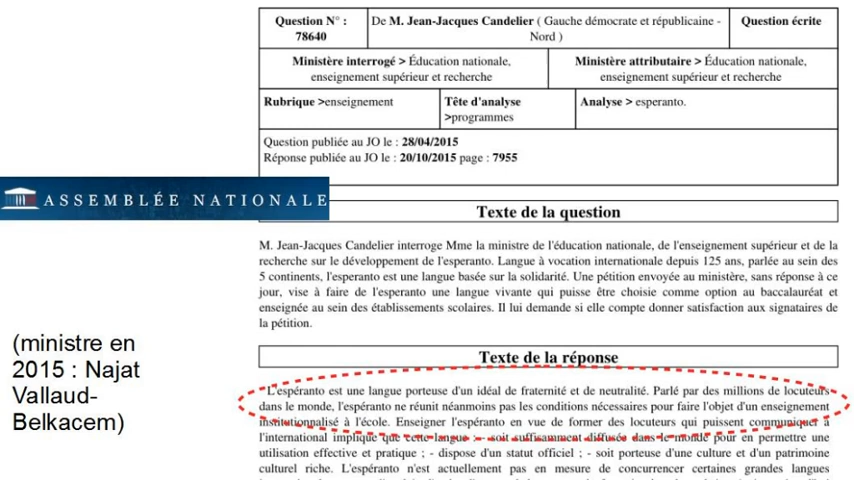 Question N° :
78640
De M. Jean-Jacques Candelier ( Gauche démocrate et républicaine -
Nord )
Question écrite
Ministère interrogé > Éducation nationale,
enseignement supérieur et recherche
Ministère attributaire > Éducation nationale,
enseignement supérieur et recherche
Rubrique >enseignement
Tête d'analyse
>programmes
Analyse > esperanto.
Question publiée au JO le : 28/04/2015
Réponse publiée au JO le : 20/10/2015 page : 7955
ASSEMBLÉE NATIONALE
Texte de la question
M. Jean-Jacques Candelier interroge Mme la ministre de l'éducation nationale, de l'enseignement supérieur et de la
recherche sur le développement de l'esperanto. Langue à vocation internationale depuis 125 ans, parlée au sein des
5 continents, l'esperanto est une langue basée sur la solidarité. Une pétition envoyée au ministère, sans réponse à ce
jour, vise à faire de l'esperanto une langue vivante qui puisse être choisie comme option au baccalauréat et
enseignée au sein des établissements scolaires. Il lui demande si elle compte donner satisfaction aux signataires de
la pétition.
(ministre en
2015 : Najat
Vallaud-
Belkacem)
Texte de la réponse
L'espéranto est une langue porteuse d'un idéal de fraternité et de neutralité. Parlé par des millions de locuteurs
dans le monde, l'espéranto ne réunit néanmoins pas les conditions nécessaires pour faire l'objet d'un enseignement
institutionnalisé à l'école. Enseigner l'espéranto en vue de former des locuteurs qui puissent communiquer à
l'international implique que cette langue : - soit suffisamment diffusée dans le monde pour en permettre une
utilisation effective et pratique ; - dispose d'un statut officiel ; - soit porteuse d'une culture et d'un patrimoine
culturel riche. L'espéranto n'est actuellement pas en mesure de concurrencer certaines grandes langues